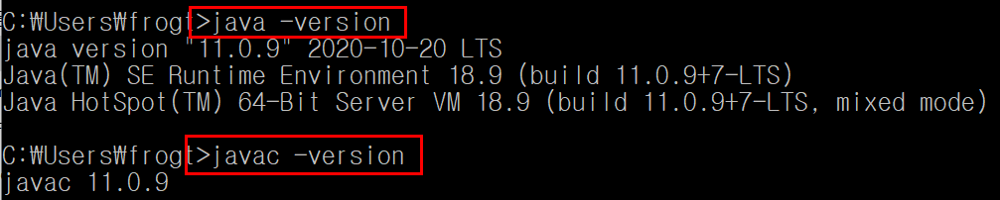 C:₩Users₩frogt>java -version
java version "11.0.9" 2020-10-20 LTS
Java(TM) SE Runtime Environment 18.9 (build 11.0.9+7-LTS)
Java HotSpot(TM) 64-Bit Server VM 18.9 (build 11.0.9+7-LTS, mixed mode)
C:₩Users₩frogt>javac -version
javac 11.0.9